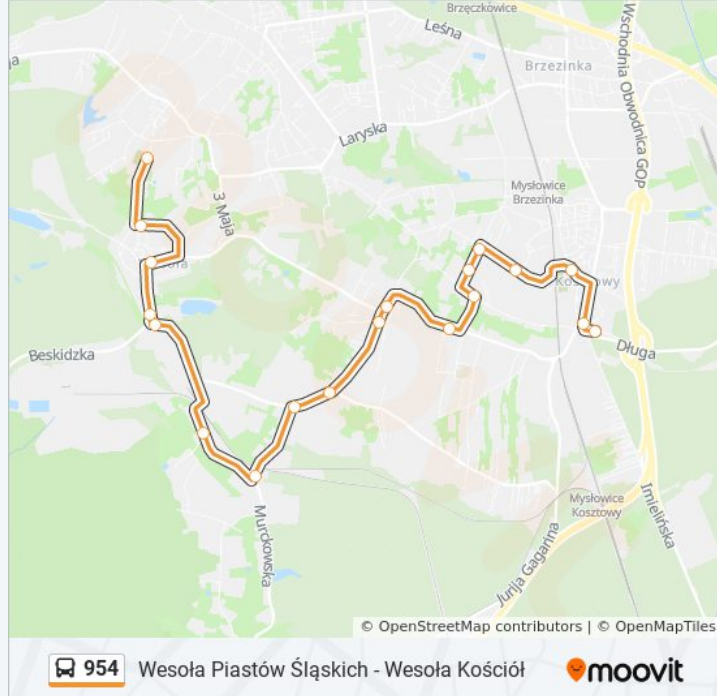 Brzęczkowice
Leśna
Brzezinka
Wschodnia Obwodnica GOP
Laryska
Mysłowice
Brzezinka
3 Maja
Beskidzka
Długa
Murckowska
Mysłowice
Kosztowy
Imielińska
Jurija Gagarina
© OpenStreetMap contributors | © OpenMapTiles
954 Wesoła Piastów Śląskich - Wesoła Kościół
moovit